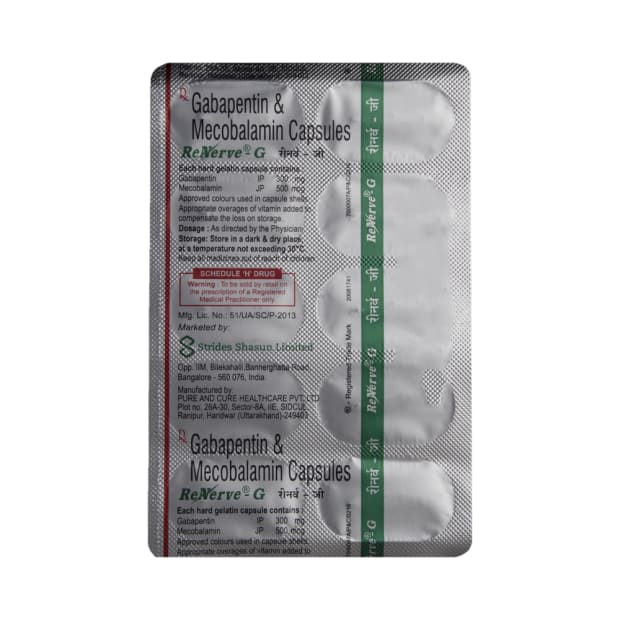 Rx
Gabapentin &
Mecobalamin Capsules
ReNerve®- G रीनर्व - जी
Each hard gelatin capsule contains :
Gabapentin IP 300 mg
Mecobalamin JP 500 mcg
Approved colours used in capsule shells.
Appropriate overages of vitamin added to
compensate the loss on storage.
Dosage : As directed by the Physician
Storage: Store in a dark & dry place,
at a temperature not exceeding 30°C.
Keep all medicines out of reach of children.
SCHEDULE 'H' DRUG
Warning : To be sold by retail on
the prescription of a Registered
Medical Practitioner only.
Mfg. Lic. No.: 51/UA/SC/P-2013
Marketed by:
Strides Shasun Limited
Opp. IIM, Bilekahalli, Bannerghatta Road,
Bangalore - 560 076, India.
Manufactured by:
PURE AND CURE HEALTHCARE PVT. LTD
Plot no. 26A-30, Sector-8A, IIE, SIDCUL,
Ranipur, Haridwar (Uttarakhand)-249403
Rx
Gabapentin &
Mecobalamin Capsules
ReNerve®- G रीनर्व - जी
Each hard gelatin capsule contains :
Gabapentin IP 300 mg
Mecobalamin JP 500 mcg
Approved colours used in capsule shells.
Appropriate overages of vitamin added to
® - Registered Trade Mark 20081741
रीनर्व - जी
ReNerve®- G
रीनर्व - जी
ReNerve®- G
रीनर्व - जी
ReNerve®- G